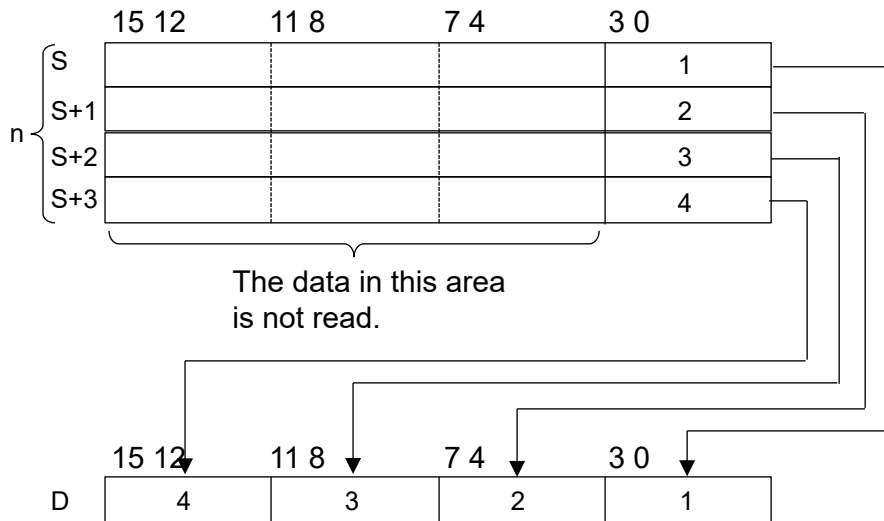 15 12 11 8 7 4 3 0
S 1
S+1 2
n
S+2 3
S+3 4
The data in this area
is not read.
15 12 11 8 7 4 3 0
D 4 3 2 1